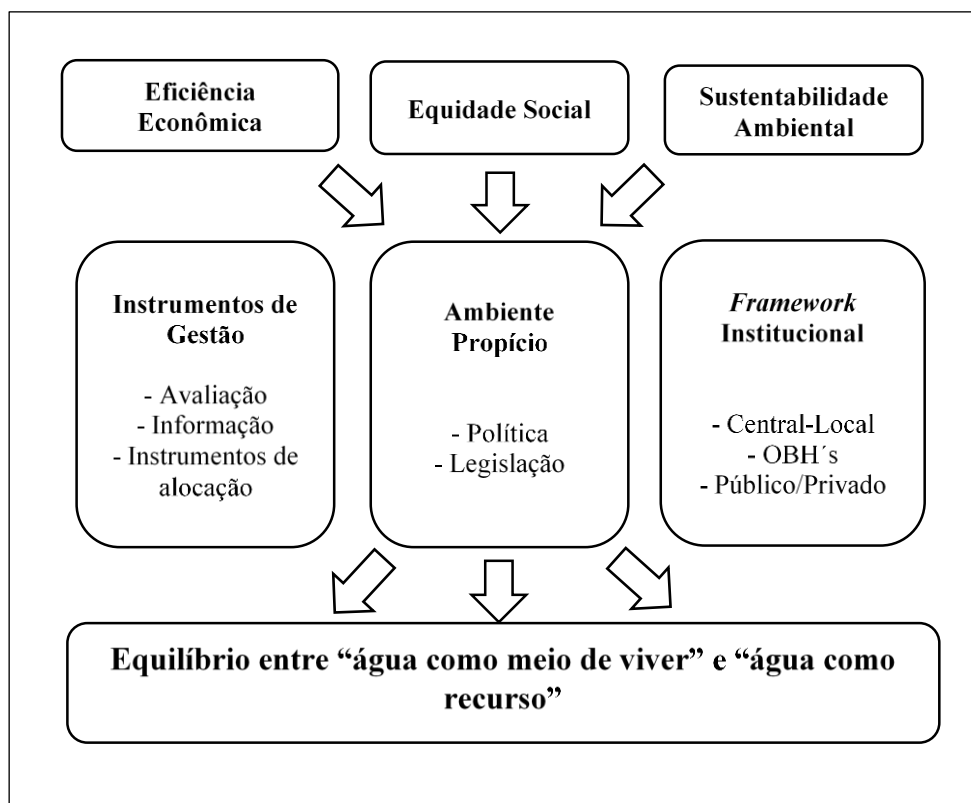 Eficiência
Econômica
Equidade Social
Sustentabilidade
Ambiental
Instrumentos de
Gestão
- Avaliação
- Informação
- Instrumentos de
alocação
Ambiente
Propício
- Política
- Legislação
Framework
Institucional
- Central-Local
- OBH´s
- Público/Privado
Equilíbrio entre “água como meio de viver” e “água como
recurso”